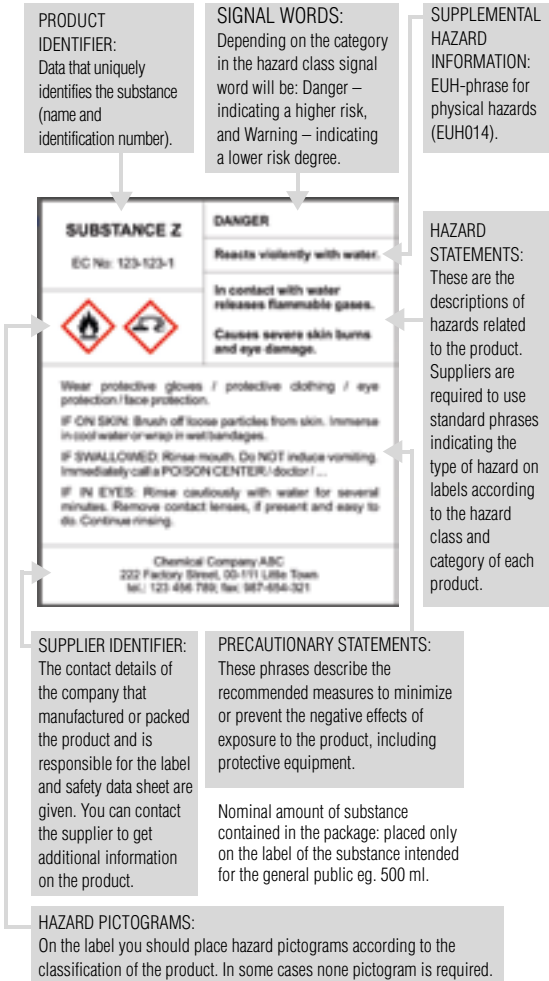 PRODUCT
IDENTIFIER:
Data that uniquely
identifies the substance
(name and
identification number).
SIGNAL WORDS:
Depending on the category
in the hazard class signal
word will be: Danger –
indicating a higher risk,
and Warning – indicating
a lower risk degree.
SUPPLEMENTAL
HAZARD
INFORMATION:
EUH-phrase for
physical hazards
(EUH014).
SUBSTANCE Z
EC No: 123-123-1
DANGER
Reacts violently with water.
In contact with water
releases flammable gases.
Causes severe skin burns
and eye damage.
Wear protective gloves / protective clothing / eye
protection / face protection.
IF ON SKIN: Brush off loose particles from skin. Immerse
in cool water or wrap in wet bandages.
IF SWALLOWED: Rinse mouth. Do NOT induce vomiting.
Immediately call a POISON CENTER / doctor / ...
IF IN EYES: Rinse cautiously with water for several
minutes. Remove contact lenses, if present and easy to
do. Continue rinsing.
Chemical Company ABC
222 Factory Street, 00-111 Little Town
tel.: 123 456 789; fax: 987-654-321
HAZARD
STATEMENTS:
These are the
descriptions of
hazards related
to the product.
Suppliers are
required to use
standard phrases
indicating the
type of hazard on
labels according
to the hazard
class and
category of each
product.
SUPPLIER IDENTIFIER:
The contact details of
the company that
manufactured or packed
the product and is
responsible for the label
and safety data sheet are
given. You can contact
the supplier to get
additional information
on the product.
PRECAUTIONARY STATEMENTS:
These phrases describe the
recommended measures to minimize
or prevent the negative effects of
exposure to the product, including
protective equipment.
Nominal amount of substance
contained in the package: placed only
on the label of the substance intended
for the general public eg. 500 ml.
HAZARD PICTOGRAMS:
On the label you should place hazard pictograms according to the
classification of the product. In some cases none pictogram is required.